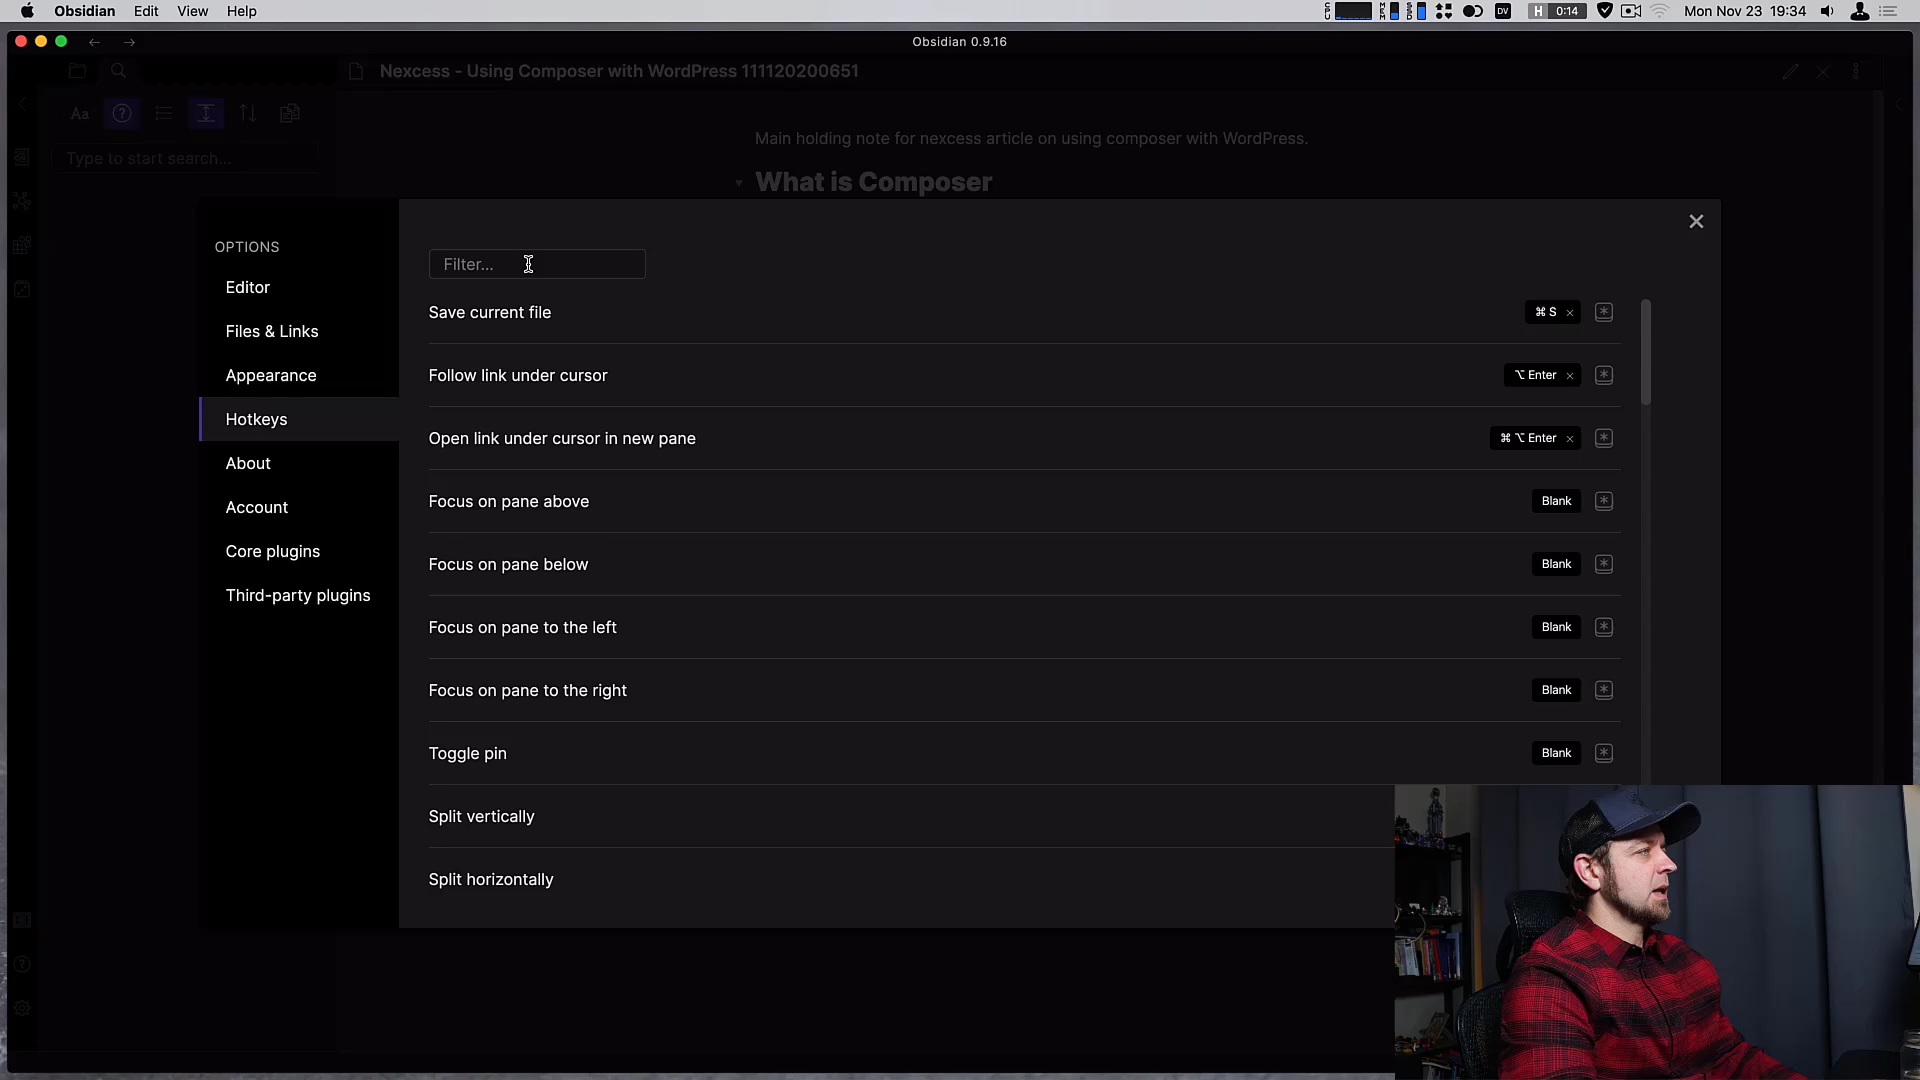 Obsidian Edit View Help
CPU MEM SSD DV H 0:14 Mon Nov 23 19:34
Obsidian 0.9.16
Nexcess - Using Composer with WordPress 111120200651
Aa
Type to start search...
Main holding note for nexcess article on using composer with WordPress.
What is Composer
OPTIONS
Editor
Files & Links
Appearance
Hotkeys
About
Account
Core plugins
Third-party plugins
Filter...
Save current file ⌘ S ×
Follow link under cursor ⌥ Enter ×
Open link under cursor in new pane ⌘ ⌥ Enter ×
Focus on pane above Blank
Focus on pane below Blank
Focus on pane to the left Blank
Focus on pane to the right Blank
Toggle pin Blank
Split vertically
Split horizontally